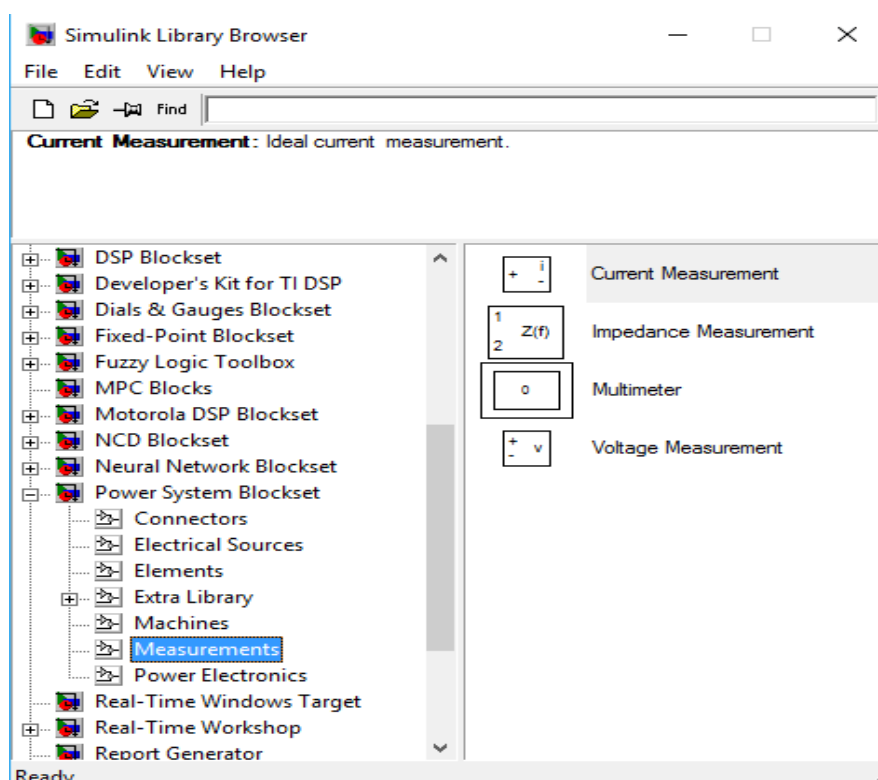 Simulink Library Browser
File Edit View Help
Find
Current Measurement: Ideal current measurement.
DSP Blockset
Developer's Kit for TI DSP
Dials & Gauges Blockset
Fixed-Point Blockset
Fuzzy Logic Toolbox
MPC Blocks
Motorola DSP Blockset
NCD Blockset
Neural Network Blockset
Power System Blockset
Connectors
Electrical Sources
Elements
Extra Library
Machines
Measurements
Power Electronics
Real-Time Windows Target
Real-Time Workshop
Report Generator
+ i -
Current Measurement
1 2 Z(f)
Impedance Measurement
0
Multimeter
+ - v
Voltage Measurement
Ready